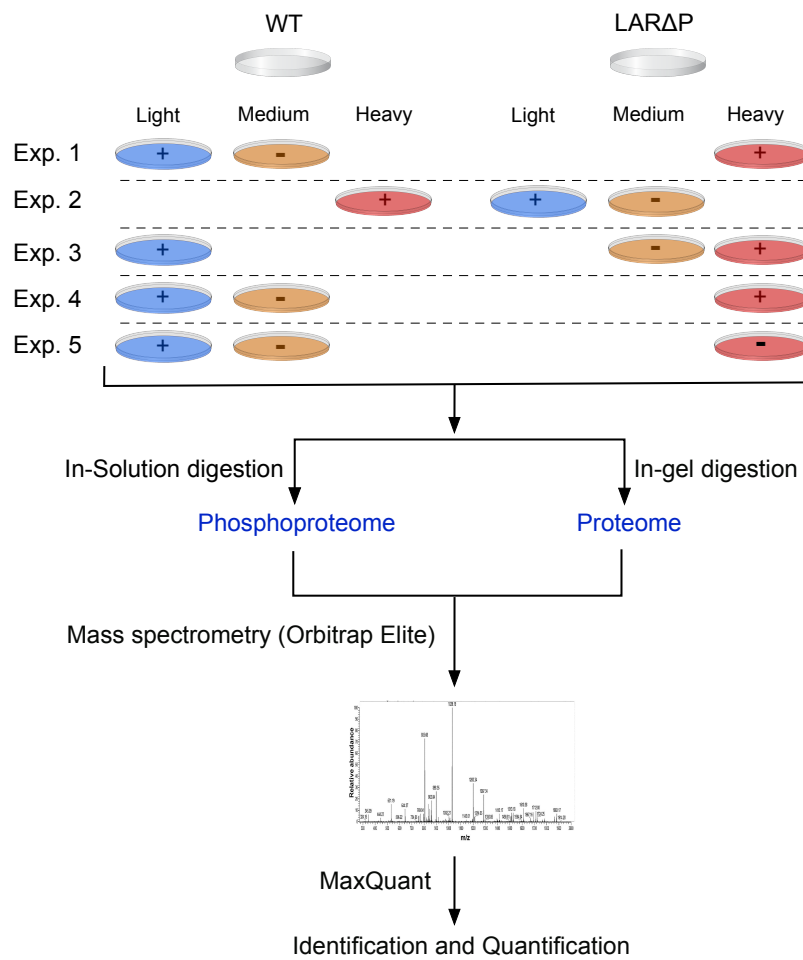 WT LARΔP
Light Medium Heavy Light Medium Heavy
Exp. 1 + - +
Exp. 2 + + -
Exp. 3 + - +
Exp. 4 + - +
Exp. 5 + - -
In-Solution digestion In-gel digestion
Phosphoproteome Proteome
Mass spectrometry (Orbitrap Elite)
Relative abundance
m/z
MaxQuant
Identification and Quantification